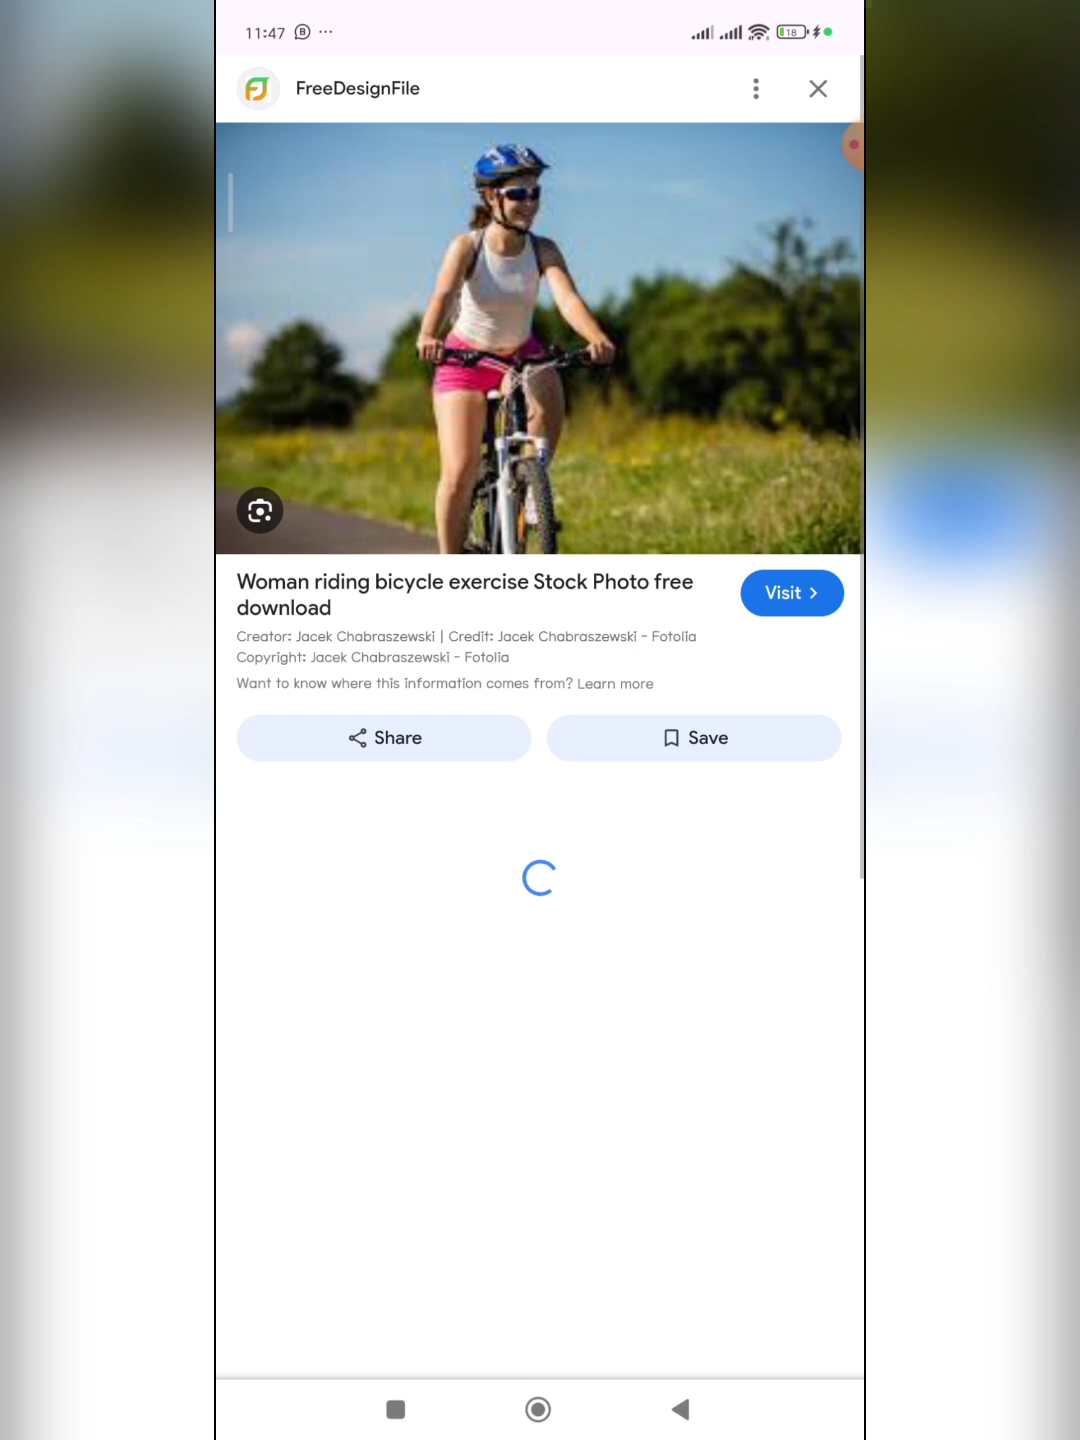 11:47
18
FreeDesignFile
Woman riding bicycle exercise Stock Photo free
download
Visit
Creator: Jacek Chabraszewski | Credit: Jacek Chabraszewski - Fotolia
Copyright: Jacek Chabraszewski - Fotolia
Want to know where this information comes from? Learn more
Share
Save